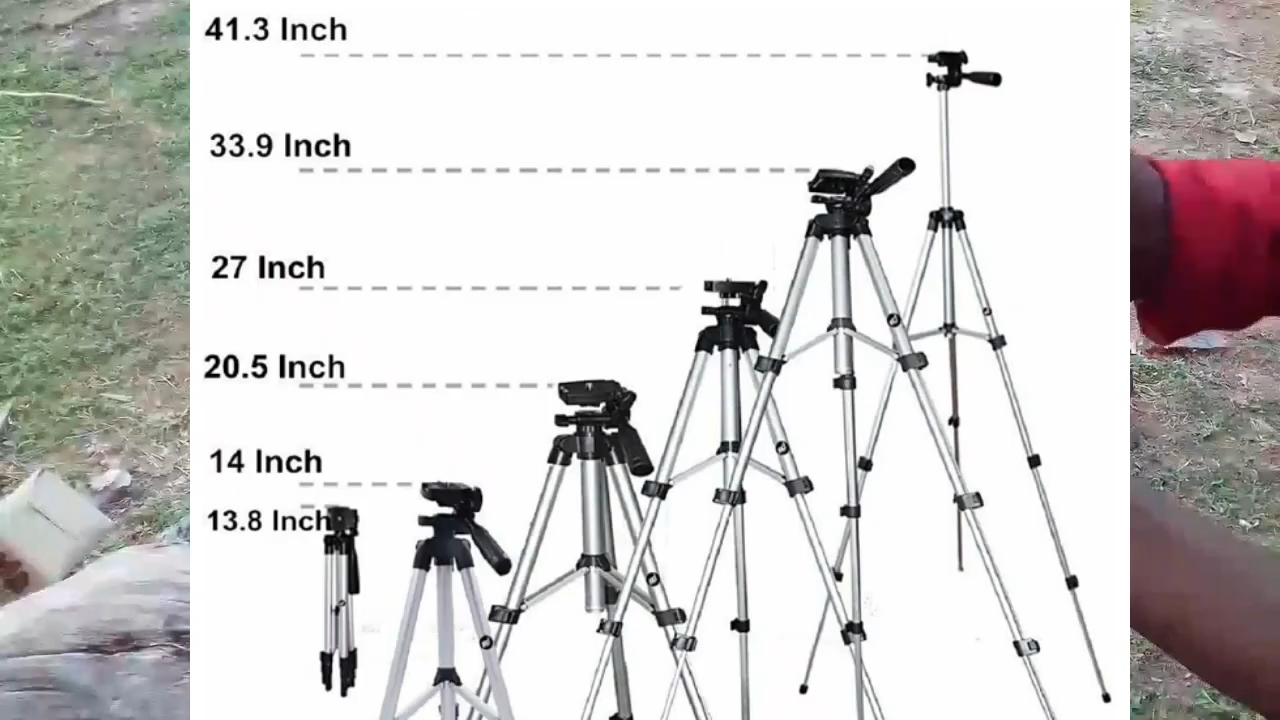 41.3 Inch
33.9 Inch
27 Inch
20.5 Inch
14 Inch
13.8 Inch